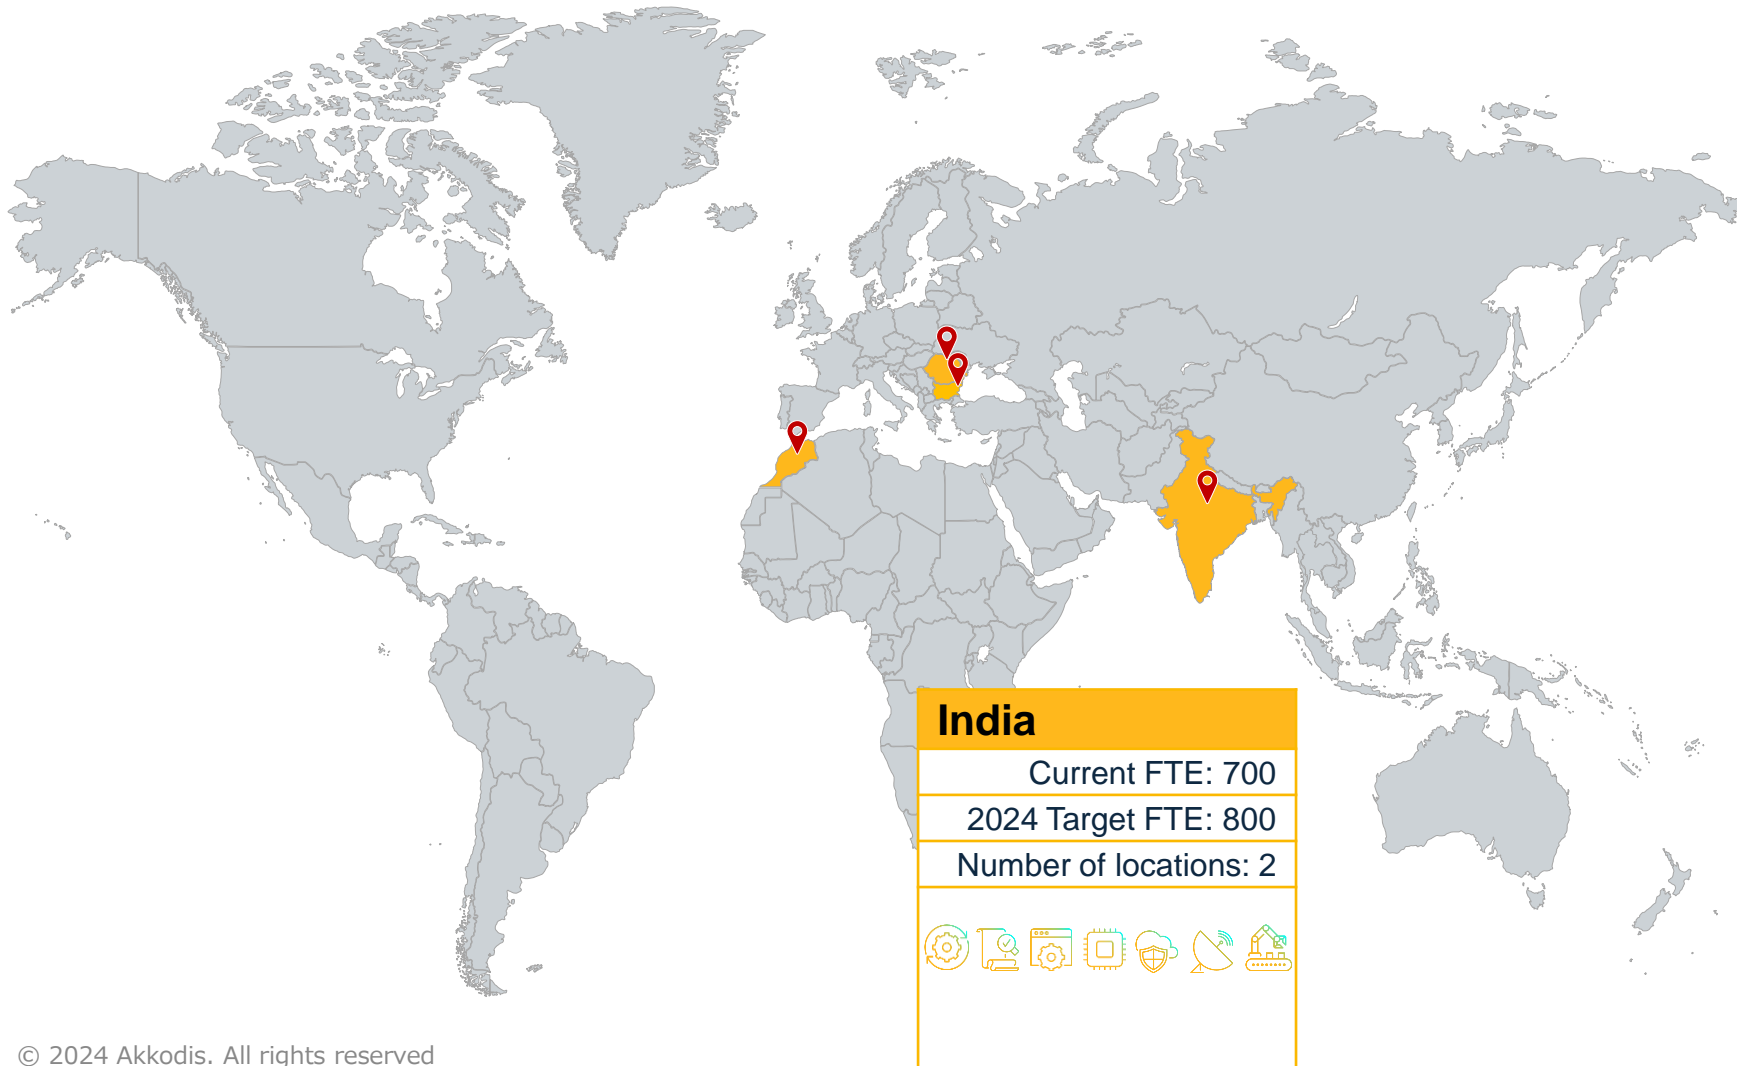 India
Current FTE: 700
2024 Target FTE: 800
Number of locations: 2
© 2024 Akkodis. All rights reserved